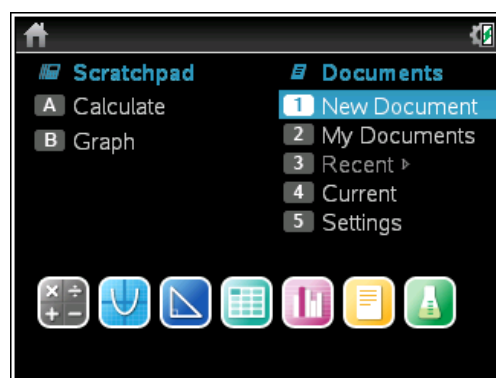 Scratchpad
A Calculate
B Graph
Documents
1 New Document
2 My Documents
3 Recent ▹
4 Current
5 Settings